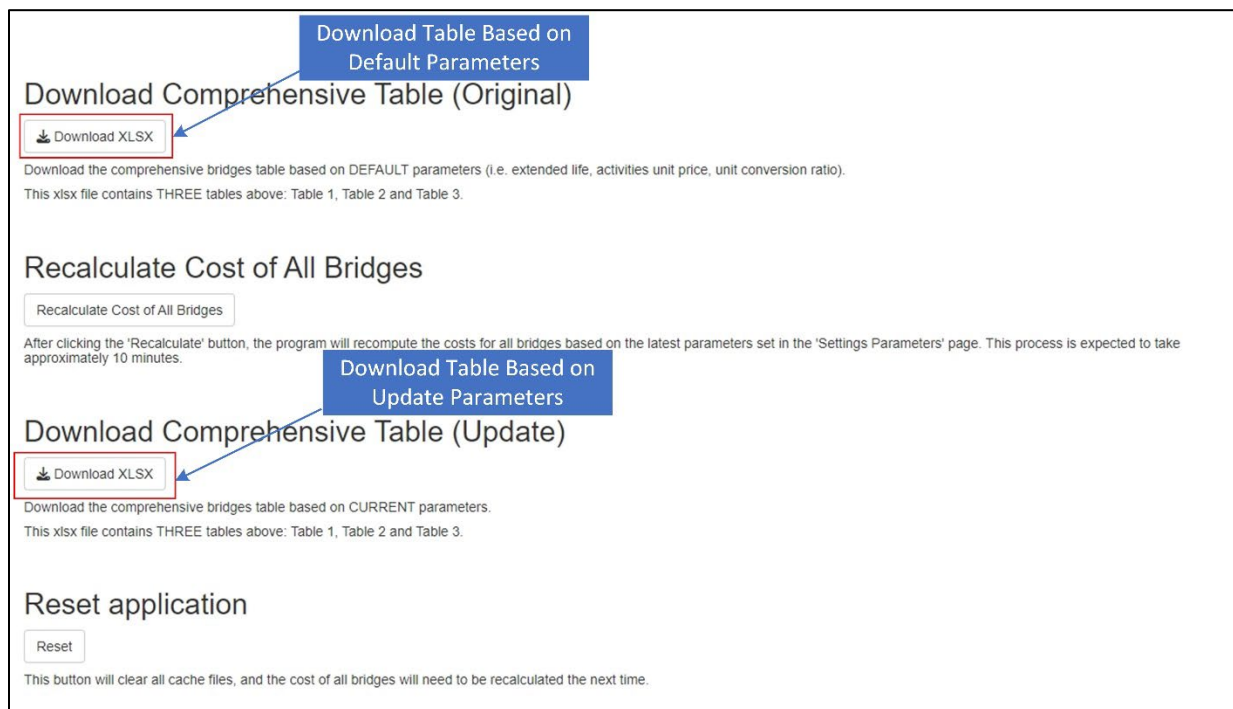 Download Table Based on
Default Parameters
Download Comprehensive Table (Original)
Download XLSX
Download the comprehensive bridges table based on DEFAULT parameters (i.e. extended life, activities unit price, unit conversion ratio).
This xlsx file contains THREE tables above: Table 1, Table 2 and Table 3.
Recalculate Cost of All Bridges
Recalculate Cost of All Bridges
After clicking the 'Recalculate' button, the program will recompute the costs for all bridges based on the latest parameters set in the 'Settings Parameters' page. This process is expected to take
approximately 10 minutes.
Download Table Based on
Update Parameters
Download Comprehensive Table (Update)
Download XLSX
Download the comprehensive bridges table based on CURRENT parameters.
This xlsx file contains THREE tables above: Table 1, Table 2 and Table 3.
Reset application
Reset
This button will clear all cache files, and the cost of all bridges will need to be recalculated the next time.